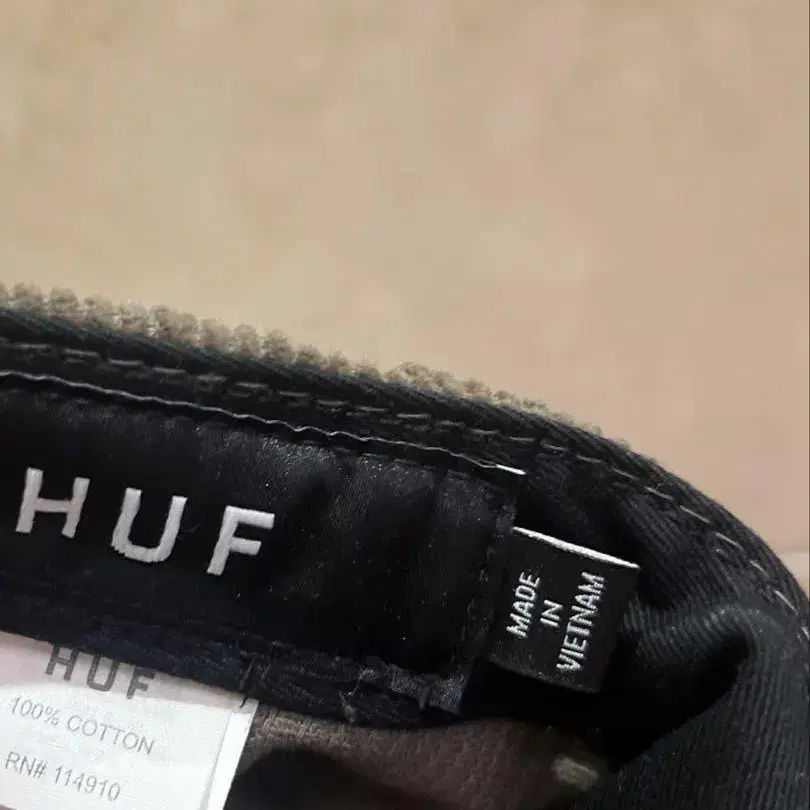 HUF
MADE
IN
VIETNAM
HUF
100% COTTON
RN# 114910